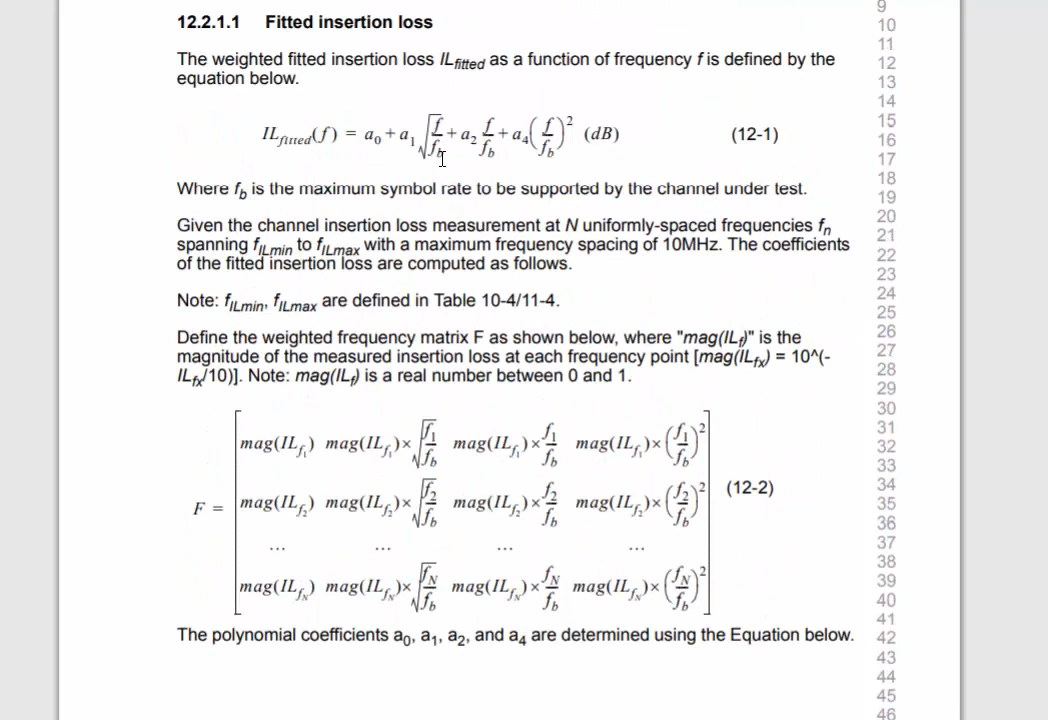 12.2.1.1 Fitted insertion loss
The weighted fitted insertion loss ILfitted as a function of frequency f is defined by the
equation below.
ILfitted(f) = a0 + a1 √(f/fb) + a2 f/fb + a4(f/fb)² (dB) (12-1)
Where fb is the maximum symbol rate to be supported by the channel under test.
Given the channel insertion loss measurement at N uniformly-spaced frequencies fn
spanning fILmin to fILmax with a maximum frequency spacing of 10MHz. The coefficients
of the fitted insertion loss are computed as follows.
Note: fILmin, fILmax are defined in Table 10-4/11-4.
Define the weighted frequency matrix F as shown below, where "mag(ILf)" is the
magnitude of the measured insertion loss at each frequency point [mag(ILfx) = 10^(-
ILfx/10)]. Note: mag(ILf) is a real number between 0 and 1.
mag(ILf1) mag(ILf1)×√(f1/fb) mag(ILf1)×f1/fb mag(ILf1)×(f1/fb)²
F = mag(ILf2) mag(ILf2)×√(f2/fb) mag(ILf2)×f2/fb mag(ILf2)×(f2/fb)² (12-2)
... ... ... ...
mag(ILfN) mag(ILfN)×√(fN/fb) mag(ILfN)×fN/fb mag(ILfN)×(fN/fb)²
The polynomial coefficients a0, a1, a2, and a4 are determined using the Equation below.
9
10
11
12
13
14
15
16
17
18
19
20
21
22
23
24
25
26
27
28
29
30
31
32
33
34
35
36
37
38
39
40
41
42
43
44
45
46